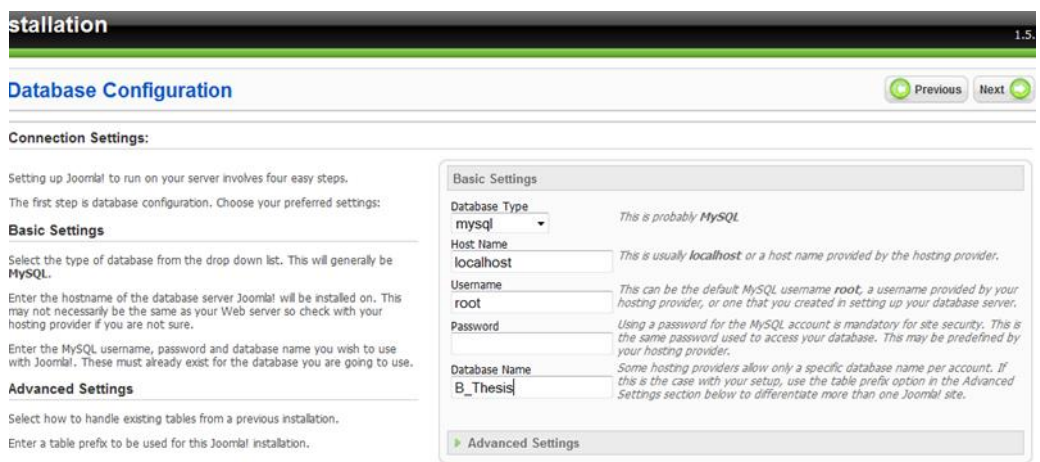 stallation
1.5.
Database Configuration
Previous
Next
Connection Settings:
Setting up Joomla! to run on your server involves four easy steps.
The first step is database configuration. Choose your preferred settings:
Basic Settings
Select the type of database from the drop down list. This will generally be
MySQL.
Enter the hostname of the database server Joomla! will be installed on. This
may not necessarily be the same as your Web server so check with your
hosting provider if you are not sure.
Enter the MySQL username, password and database name you wish to use
with Joomla!. These must already exist for the database you are going to use.
Advanced Settings
Select how to handle existing tables from a previous installation.
Enter a table prefix to be used for this Joomla! installation.
Basic Settings
Database Type
mysql
This is probably MySQL
Host Name
localhost
This is usually localhost or a host name provided by the hosting provider.
Username
root
This can be the default MySQL username root, a username provided by your
hosting provider, or one that you created in setting up your database server.
Password
Using a password for the MySQL account is mandatory for site security. This is
the same password used to access your database. This may be predefined by
your hosting provider.
Database Name
B_Thesis
Some hosting providers allow only a specific database name per account. If
this is the case with your setup, use the table prefix option in the Advanced
Settings section below to differentiate more than one Joomla! site.
Advanced Settings